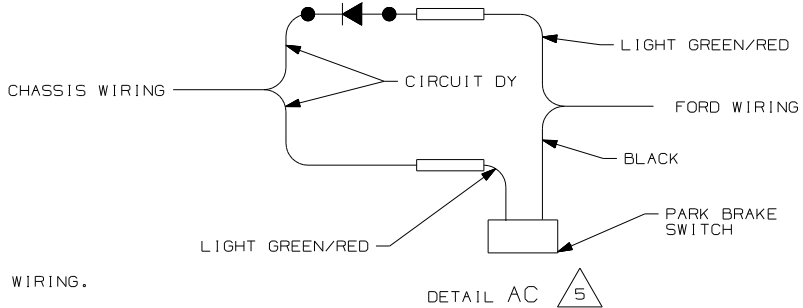 LIGHT GREEN/RED
CHASSIS WIRING
CIRCUIT DY
FORD WIRING
BLACK
LIGHT GREEN/RED
PARK BRAKE
SWITCH
WIRING.
DETAIL AC 5